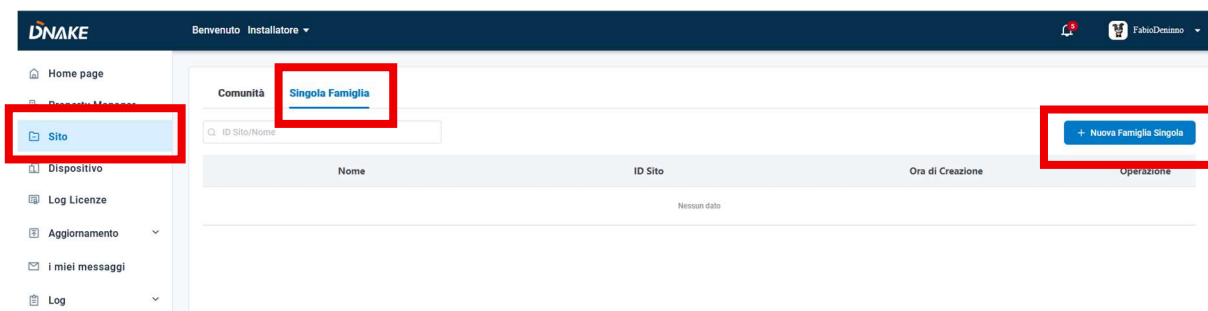 DNAKE
Benvenuto Installatore
5
FabioDeninno
Home page
Property Manager
Sito
Dispositivo
Log Licenze
Aggiornamento
i miei messaggi
Log
Comunità Singola Famiglia
ID Sito/Nome
+ Nuova Famiglia Singola
Nome ID Sito Ora di Creazione Operazione
Nessun dato